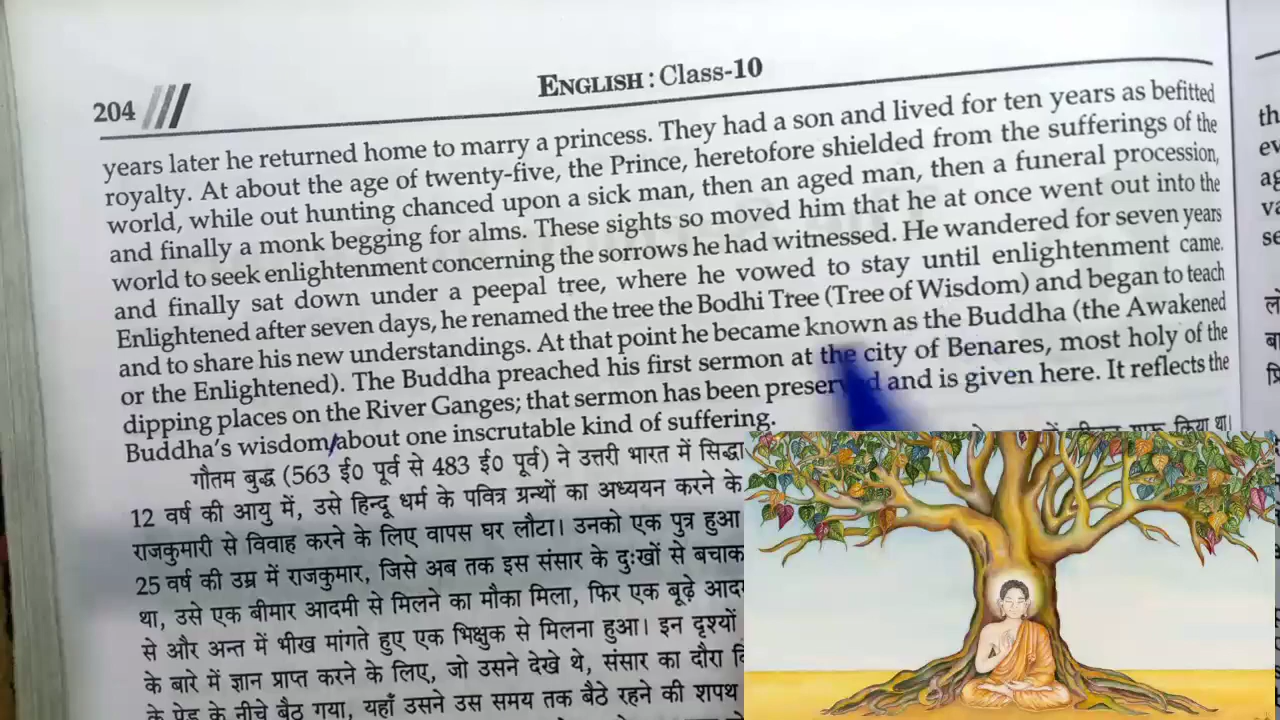 204
ENGLISH : Class-10
years later he returned home to marry a princess. They had a son and lived for ten years as befitted
royalty. At about the age of twenty-five, the Prince, heretofore shielded from the sufferings of the
world, while out hunting chanced upon a sick man, then an aged man, then a funeral procession,
and finally a monk begging for alms. These sights so moved him that he at once went out into the
world to seek enlightenment concerning the sorrows he had witnessed. He wandered for seven years
and finally sat down under a peepal tree, where he vowed to stay until enlightenment came.
Enlightened after seven days, he renamed the tree the Bodhi Tree (Tree of Wisdom) and began to teach
and to share his new understandings. At that point he became known as the Buddha (the Awakened
or the Enlightened). The Buddha preached his first sermon at the city of Benares, most holy of the
dipping places on the River Ganges; that sermon has been and is given here. It reflects the
Buddha's wisdom about one inscrutable kind of suffering.
गौतम बुद्ध (563 ई० पूर्व से 483 ई० पूर्व) ने उत्तरी भारत में किया था।
12 वर्ष की आयु में, उसे हिन्दू धर्म के पवित्र ग्रन्थों का अध्ययन करने के
राजकुमारी से विवाह करने के लिए वापस घर लौटा। उनको एक पुत्र हुआ
25 वर्ष की उम्र में राजकुमार, जिसे अब तक इस संसार के दुःखों से
था, उसे एक बीमार आदमी से मिलने का मौका मिला, फिर एक बूढ़े
से और अन्त में भीख मांगते हुए एक भिक्षुक से मिलना हुआ। इन दृश्यों
के बारे में ज्ञान प्राप्त करने के लिए, जो उसने देखे थे, संसार का दौरा
के पेड़ के नीचे बैठ गया, यहाँ उसने उस समय तक बैठे रहने की शपथ